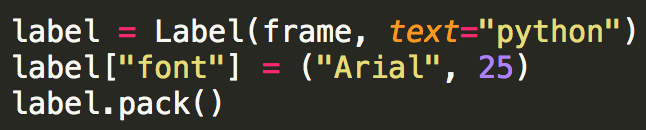 label = Label(frame, text="python")
label["font"] = ("Arial", 25)
label.pack()